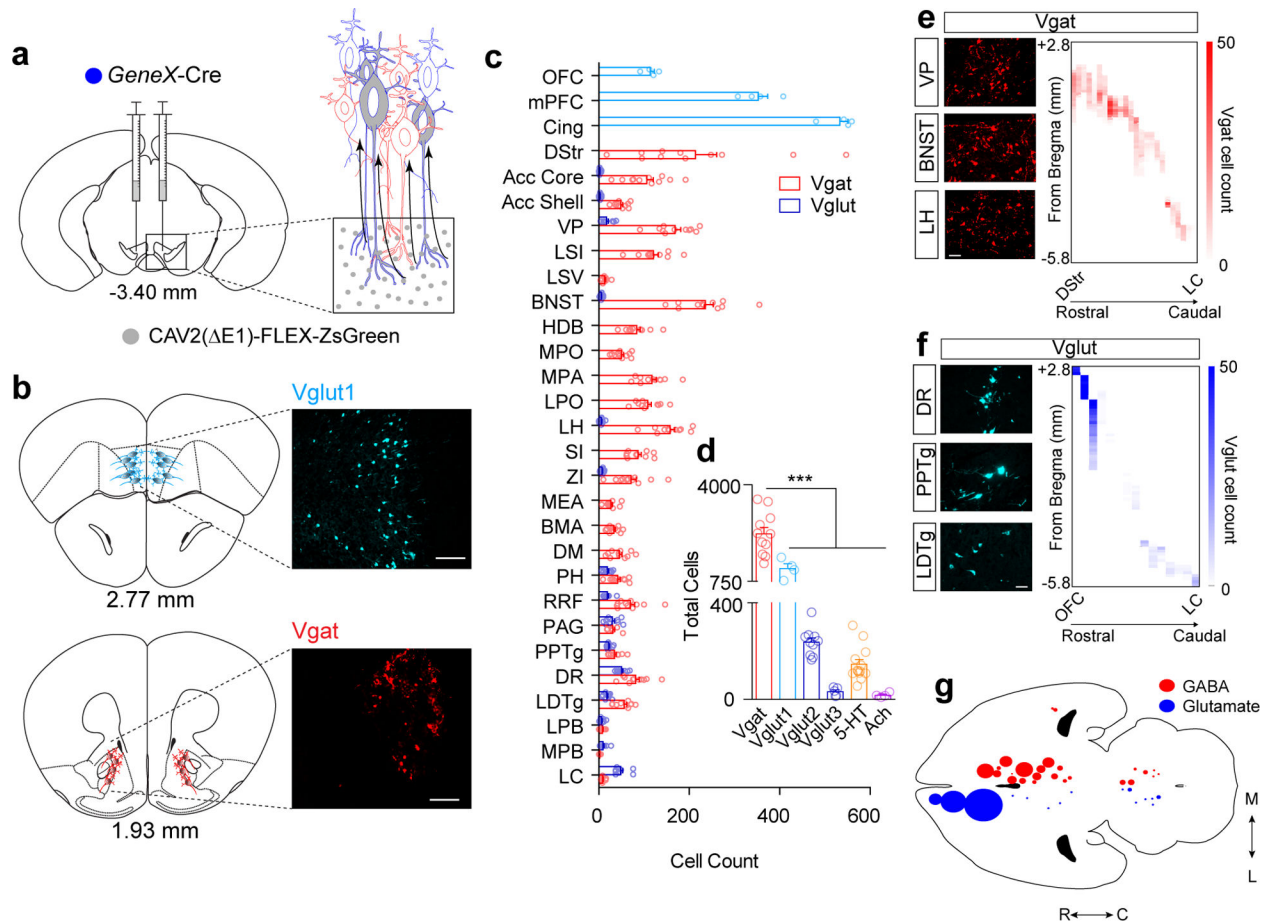 a
GeneX-Cre
-3.40 mm
CAV2(ΔE1)-FLEX-ZsGreen
b
Vglut1
2.77 mm
Vgat
1.93 mm
c
OFC
mPFC
Cing
DStr
Acc Core
Acc Shell
VP
LSI
LSV
BNST
HDB
MPO
MPA
LPO
LH
SI
ZI
MEA
BMA
DM
PH
RRF
PAG
PPTg
DR
LDTg
LPB
MPB
LC
0
200
400
600
Cell Count
Vgat
Vglut
d
4000
750
400
0
Total Cells
***
Vgat
Vglut1
Vglut2
Vglut3
5-HT
Ach
e
Vgat
VP
BNST
LH
+2.8
From Bregma (mm)
-5.8
DStr
LC
Rostral
Caudal
50
0
Vgat cell count
f
Vglut
DR
PPTg
LDTg
+2.8
From Bregma (mm)
-5.8
OFC
LC
Rostral
Caudal
50
0
Vglut cell count
g
GABA
Glutamate
M
L
R
C